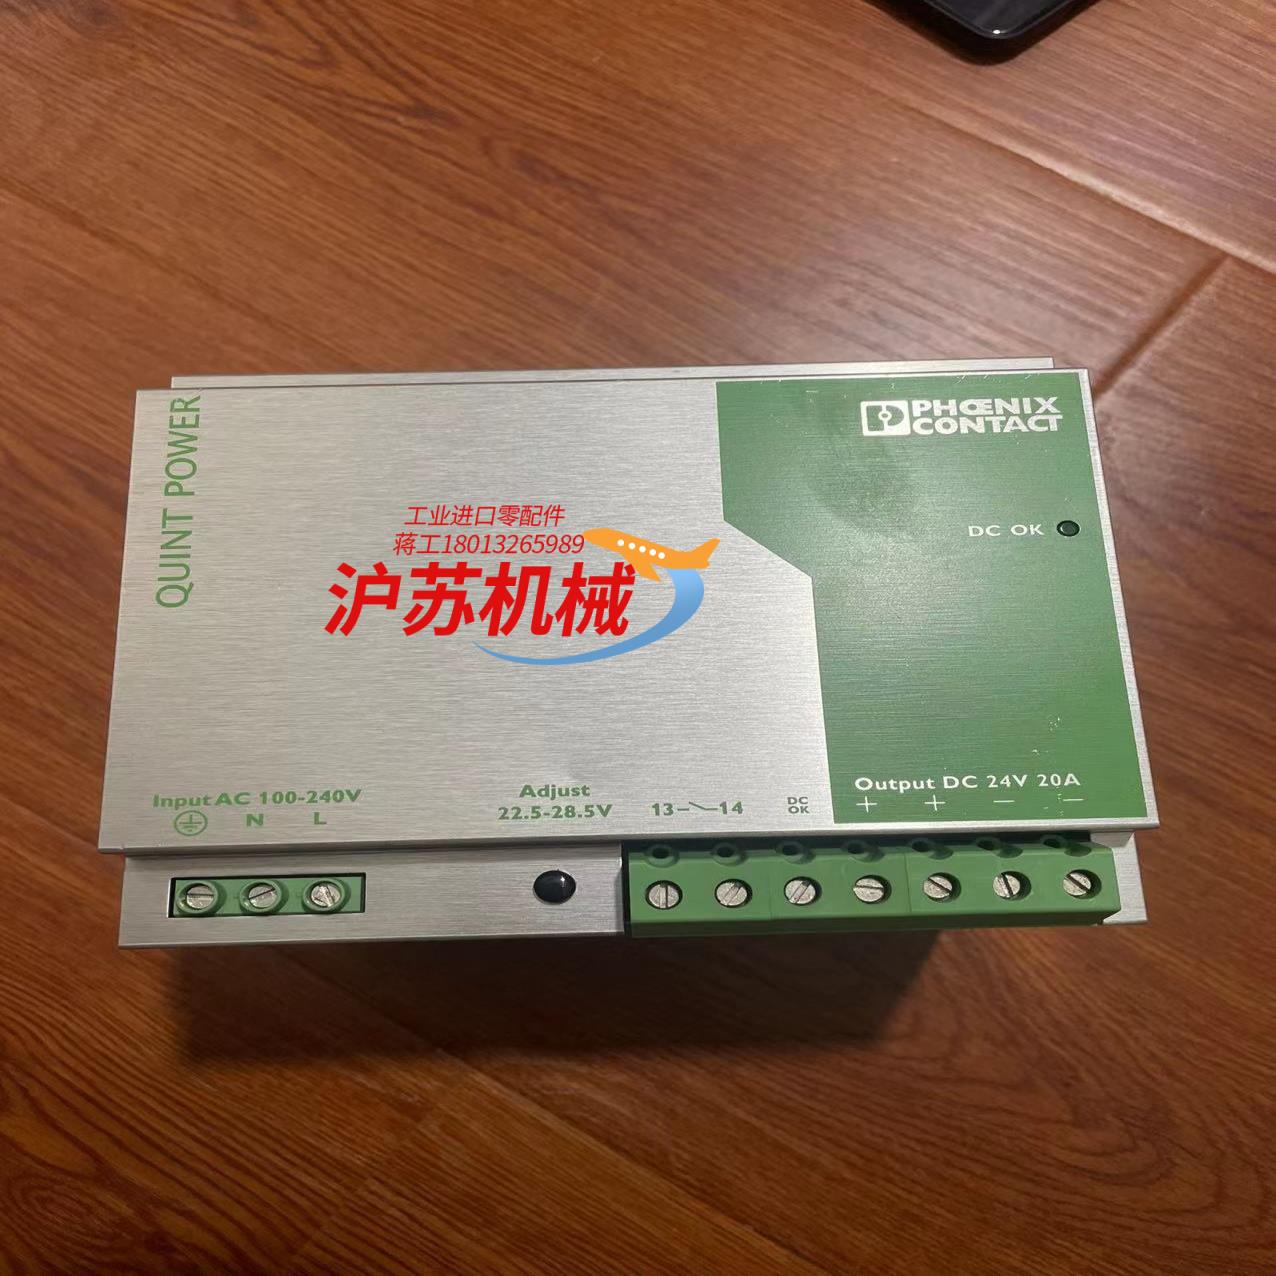 QUINT POWER
PHŒNIX
CONTACT
DC OK
工业进口零配件
蒋工18013265989
沪苏机械
Input AC 100-240V
N L
Adjust
22.5-28.5V
13 14
DC
OK
Output DC 24V 20A
+ + − −